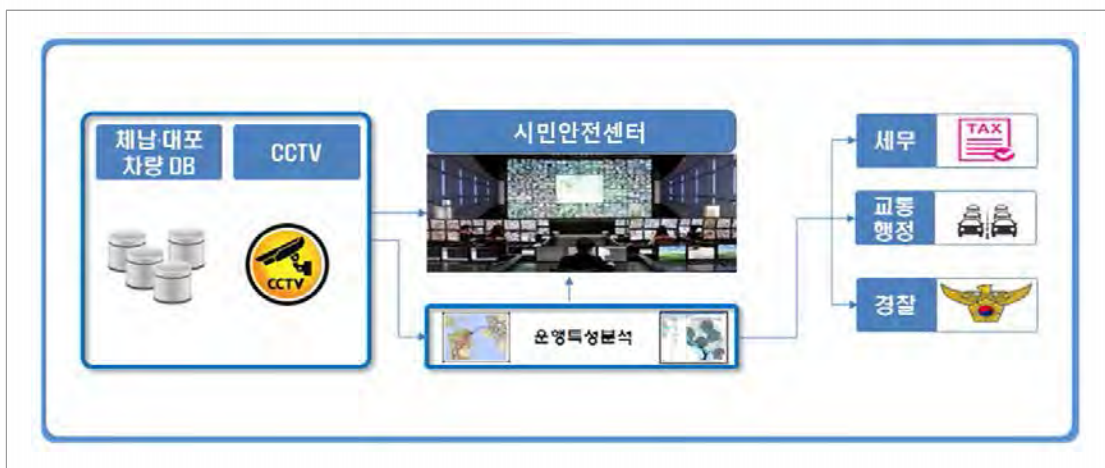 체납·대포
차량 DB
CCTV
CCTV
시민안전센터
운행특성분석
세무
TAX
교통
행정
경찰